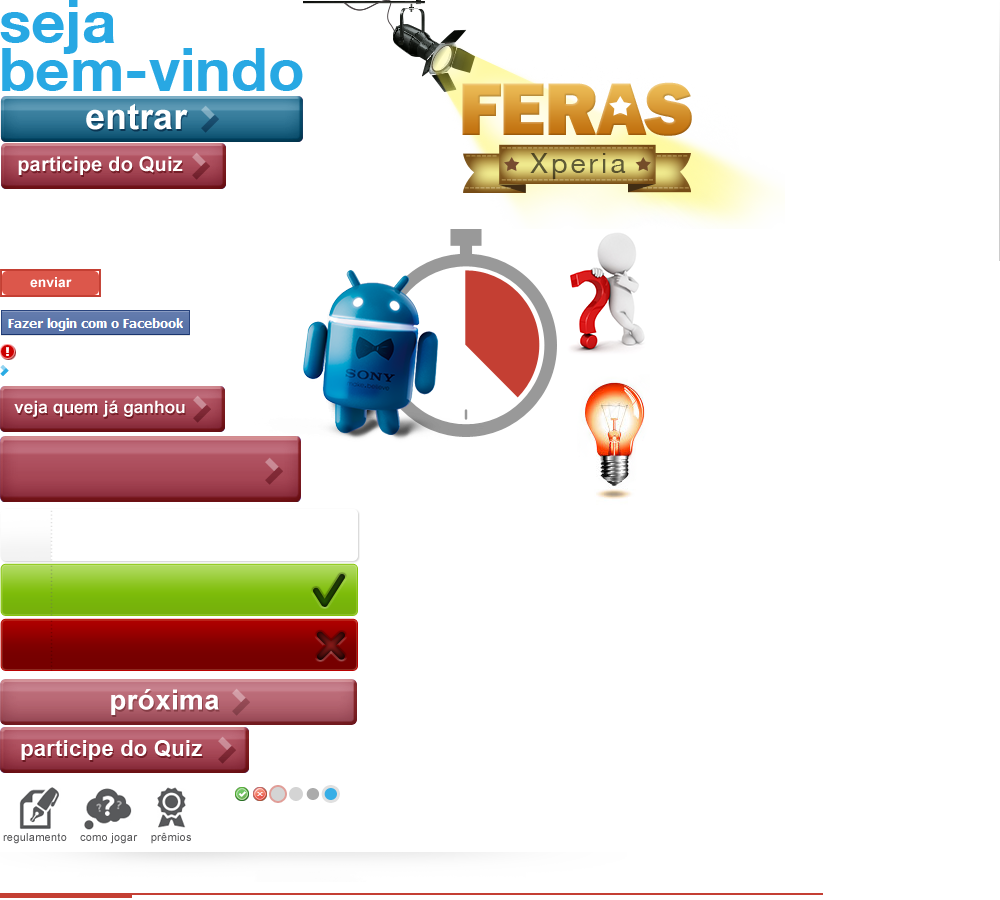 seja
bem-vindo
entrar
participe do Quiz
FERAS
Xperia
enviar
Fazer login com o Facebook
SONY
veja quem já ganhou
próxima
participe do Quiz
regulamento
como jogar
prêmios